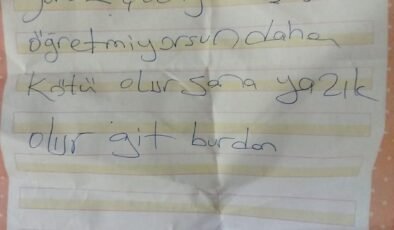 öğretmiyorsun daha
kötü olur sana yazık
olur git burdan